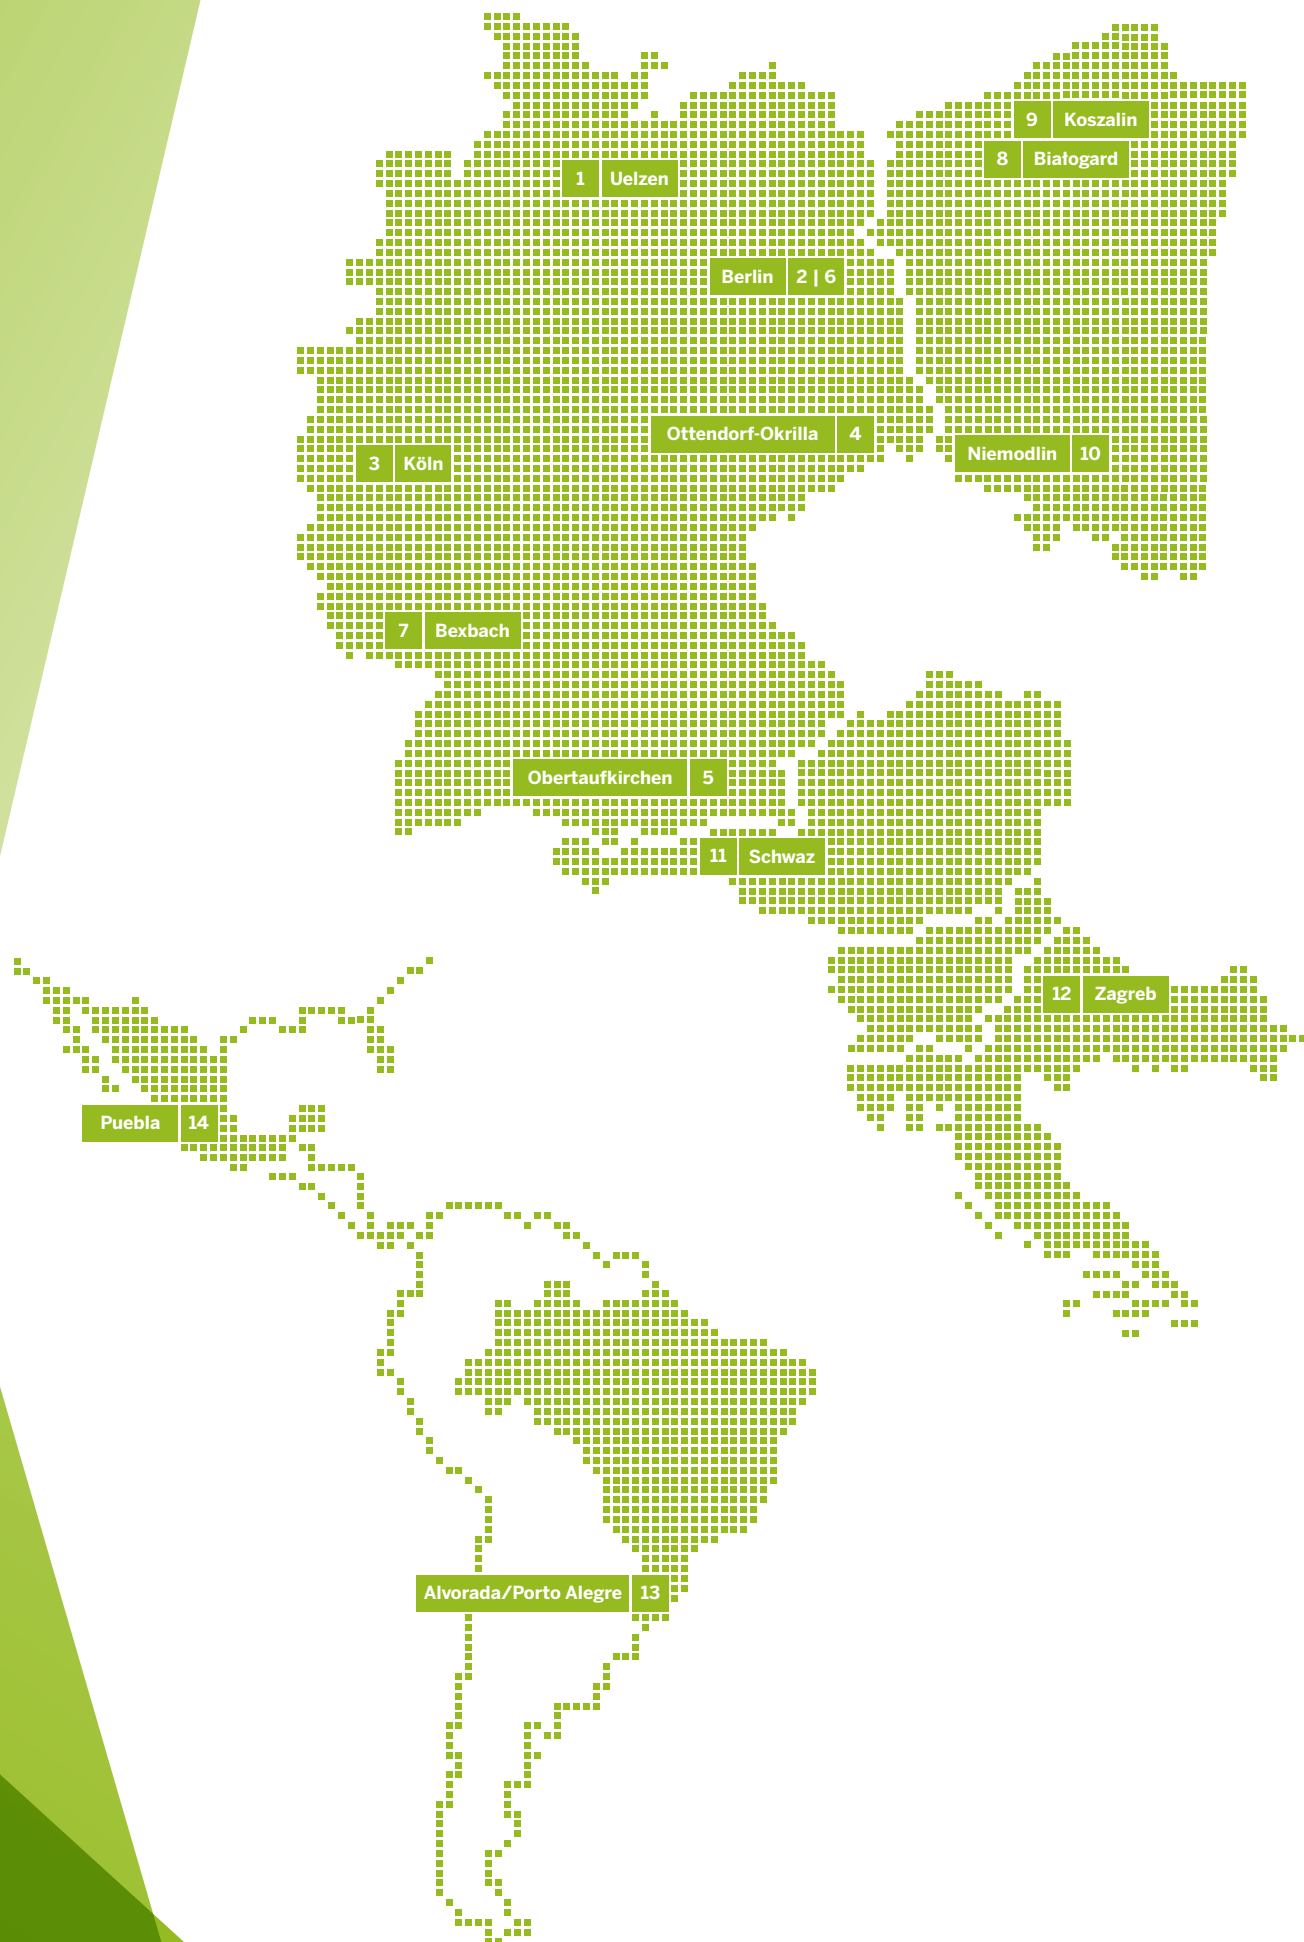 9 Koszalin
8 Białogard
1 Uelzen
Berlin 2 | 6
Ottendorf-Okrilla 4
Niemodlin 10
3 Köln
7 Bexbach
Obertaufkirchen 5
11 Schwaz
12 Zagreb
Puebla 14
Alvorada/Porto Alegre 13